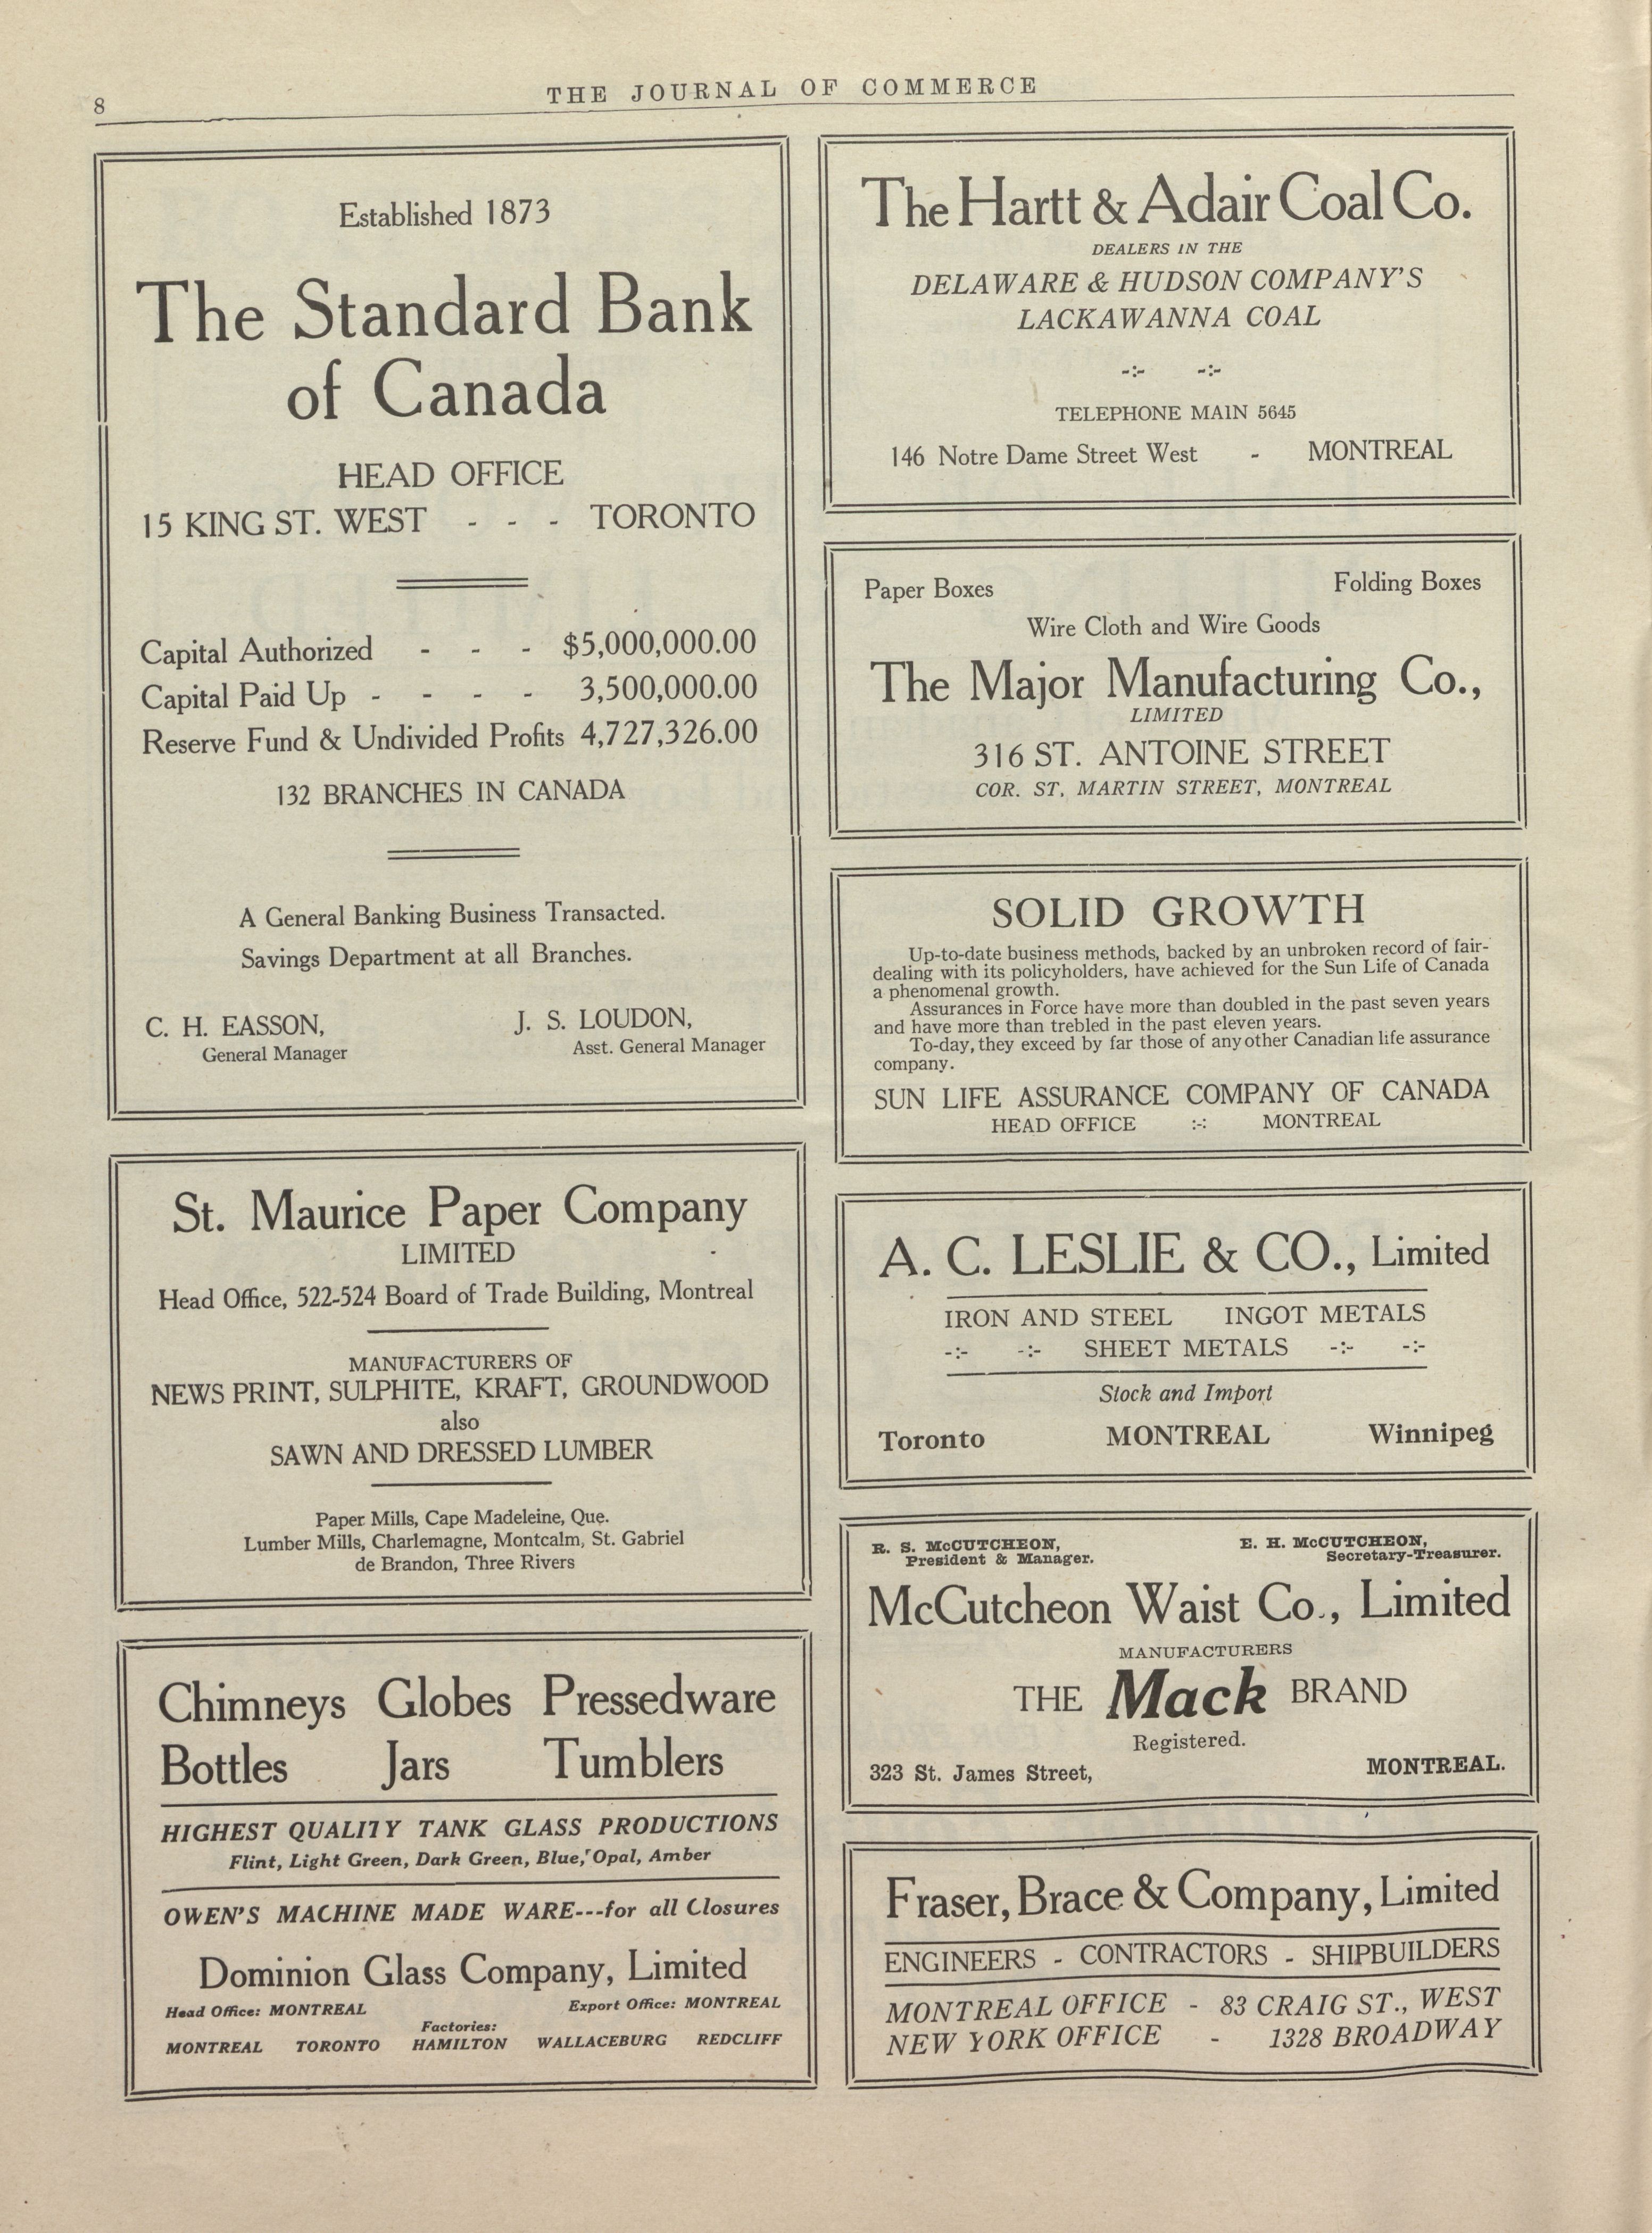 8
THE JOURNAL OF COMMERCE
Established 1873
The Standard Bank
of Canada
HEAD OFFICE
15 KING ST. WEST - - - TORONTO
Capital Authorized - - - $5,000,000.00
Capital Paid Up - - - - 3,500,000.00
Reserve Fund & Undivided Profits 4,727,326.00
132 BRANCHES IN CANADA
A General Banking Business Transacted.
Savings Department at all Branches.
C. H. EASSON, J. S. LOUDON,
General Manager Asst. General Manager
St. Maurice Paper Company
LIMITED
Head Office, 522-524 Board of Trade Building, Montreal
MANUFACTURERS OF
NEWS PRINT, SULPHITE, KRAFT, GROUNDWOOD
also
SAWN AND DRESSED LUMBER
Paper Mills, Cape Madeleine, Que.
Lumber Mills, Charlemagne, Montcalm, St. Gabriel
de Brandon, Three Rivers
Chimneys Globes Pressedware
Bottles Jars Tumblers
HIGHEST QUALITY TANK GLASS PRODUCTIONS
Flint, Light Green, Dark Green, Blue, Opal, Amber
OWEN'S MACHINE MADE WARE---for all Closures
Dominion Glass Company, Limited
Head Office: MONTREAL Export Office: MONTREAL
Factories:
MONTREAL TORONTO HAMILTON WALLACEBURG REDCLIFF
The Hartt & Adair Coal Co.
DEALERS IN THE
DELAWARE & HUDSON COMPANY'S
LACKAWANNA COAL
-:- -:-
TELEPHONE MAIN 5645
146 Notre Dame Street West - MONTREAL
Paper Boxes Folding Boxes
Wire Cloth and Wire Goods
The Major Manufacturing Co.,
LIMITED
316 ST. ANTOINE STREET
COR. ST. MARTIN STREET, MONTREAL
SOLID GROWTH
Up-to-date business methods, backed by an unbroken record of fair-
dealing with its policyholders, have achieved for the Sun Life of Canada
a phenomenal growth.
Assurances in Force have more than doubled in the past seven years
and have more than trebled in the past eleven years.
To-day, they exceed by far those of any other Canadian life assurance
company.
SUN LIFE ASSURANCE COMPANY OF CANADA
HEAD OFFICE :-: MONTREAL
A. C. LESLIE & CO., Limited
IRON AND STEEL INGOT METALS
-:- -:- SHEET METALS -:- -:-
Stock and Import
Toronto MONTREAL Winnipeg
R. S. McCUTCHEON, E. H. McCUTCHEON,
President & Manager. Secretary-Treasurer.
McCutcheon Waist Co., Limited
MANUFACTURERS
THE Mack BRAND
Registered.
323 St. James Street, MONTREAL.
Fraser, Brace & Company, Limited
ENGINEERS - CONTRACTORS - SHIPBUILDERS
MONTREAL OFFICE - 83 CRAIG ST., WEST
NEW YORK OFFICE - 1328 BROADWAY